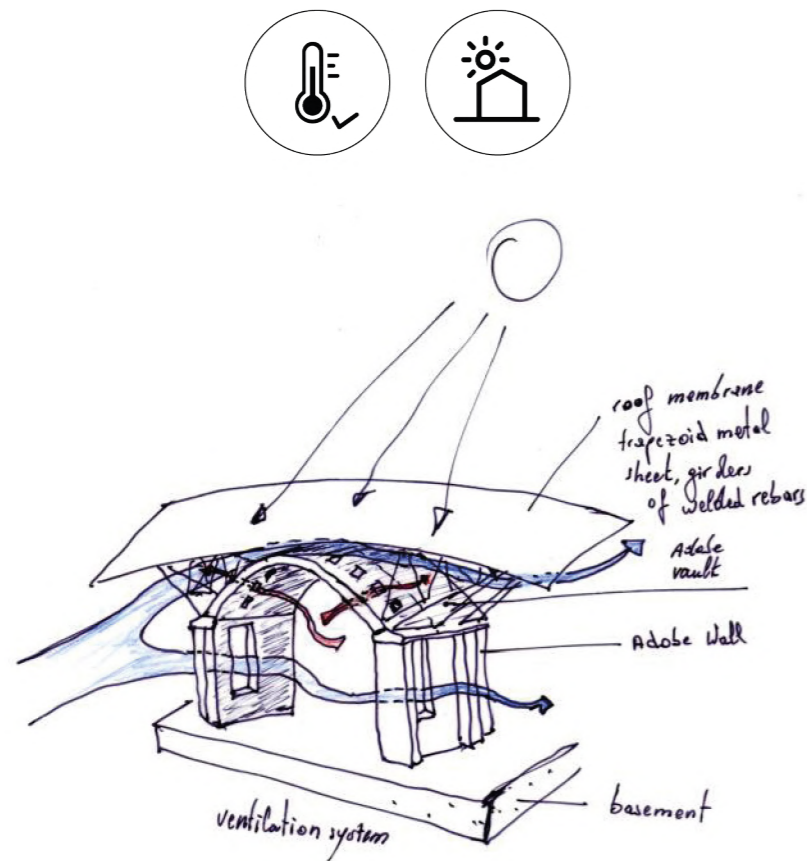 roof membrane
trapezoid metal
sheet, girders
of welded rebars
Adobe
vault
Adobe Wall
basement
ventilation system